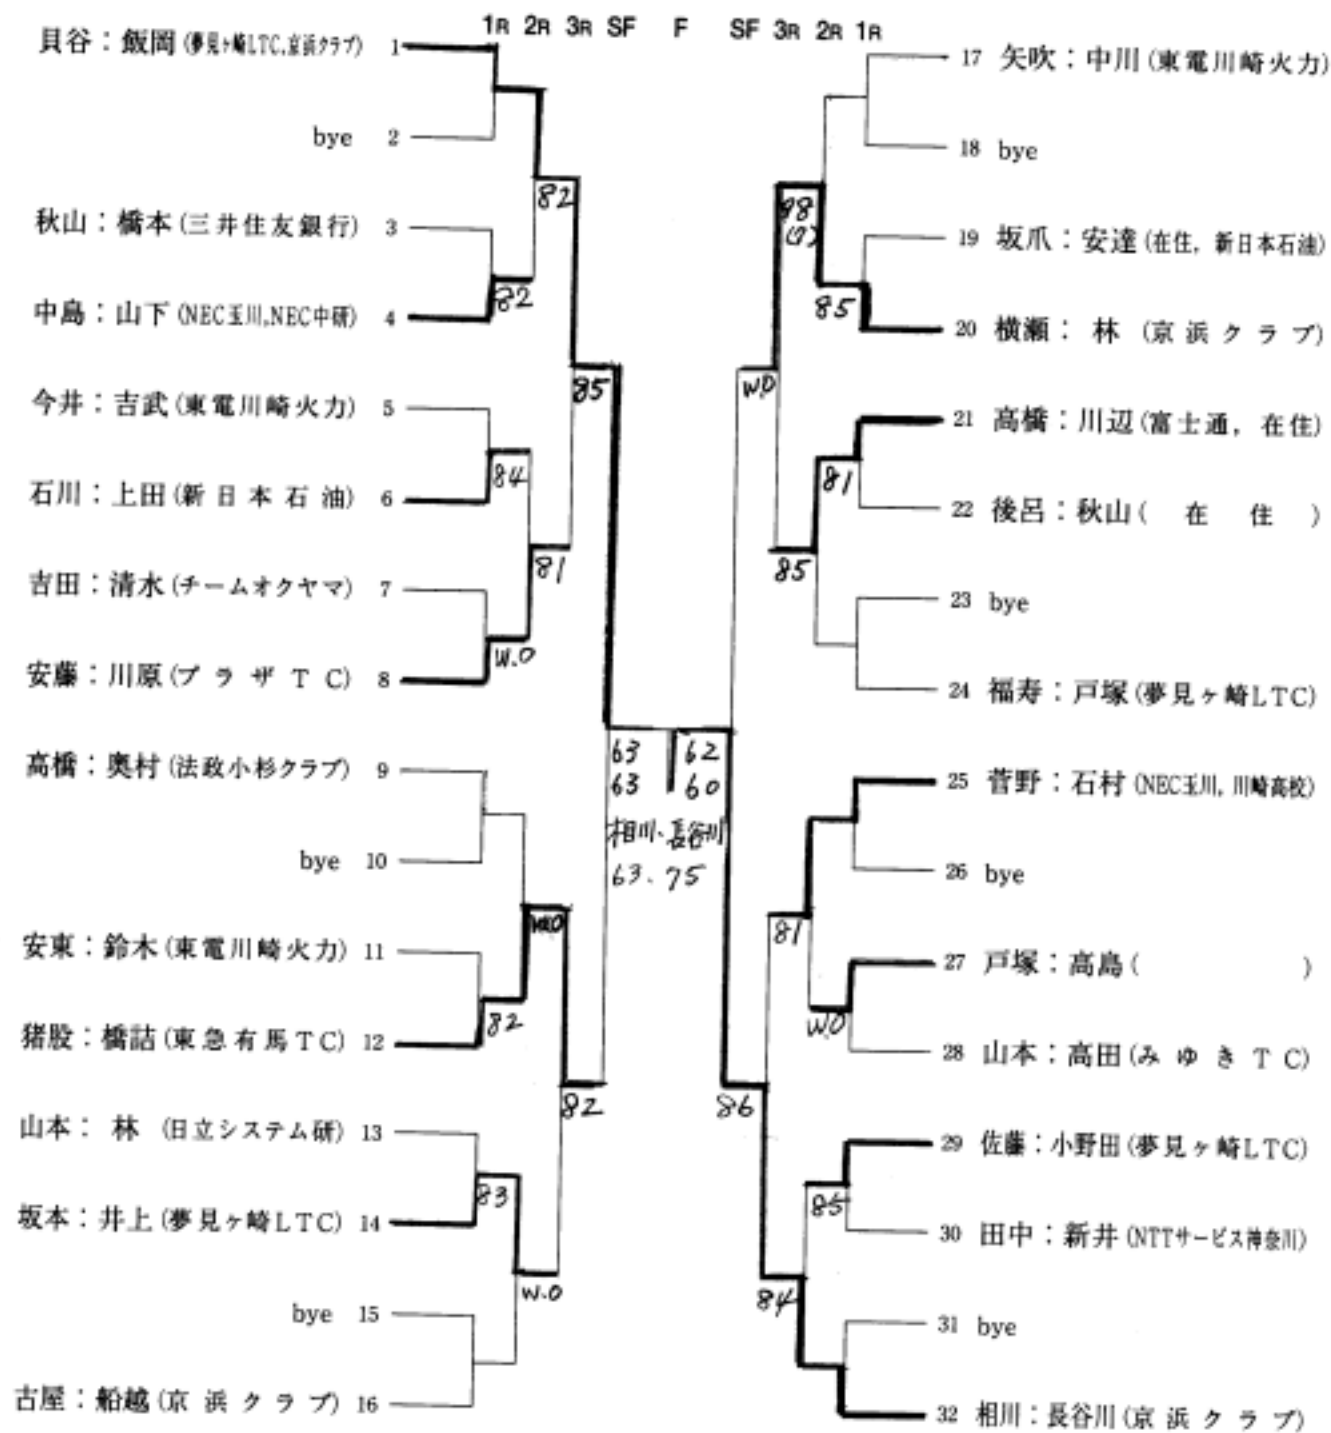 1R 2R 3R SF F SF 3R 2R 1R
貝谷：飯岡(夢見ヶ崎LTC,京浜クラブ) 1
bye 2
秋山：橋本(三井住友銀行) 3
中島：山下(NEC玉川,NEC中研) 4
今井：吉武(東電川崎火力) 5
石川：上田(新日本石油) 6
吉田：清水(チームオクヤマ) 7
安藤：川原(プラザTC) 8
高橋：奥村(法政小杉クラブ) 9
bye 10
安東：鈴木(東電川崎火力) 11
猪股：橋詰(東急有馬TC) 12
山本：林(日立システム研) 13
坂本：井上(夢見ヶ崎LTC) 14
bye 15
古屋：船越(京浜クラブ) 16
82
82
85
84
81
W.O
82
W.O
82
83
W.O
63 62
63 60
相川、長谷川
63.75
17 矢吹：中川(東電川崎火力)
18 bye
19 坂爪：安達(在住，新日本石油)
20 横瀬：林(京浜クラブ)
21 高橋：川辺(富士通，在住)
22 後呂：秋山(在住)
23 bye
24 福寿：戸塚(夢見ヶ崎LTC)
25 菅野：石村(NEC玉川,川崎高校)
26 bye
27 戸塚：高島( )
28 山本：高田(みゆきTC)
29 佐藤：小野田(夢見ヶ崎LTC)
30 田中：新井(NTTサービス神奈川)
31 bye
32 相川：長谷川(京浜クラブ)
98
(7)
85
W.O
81
85
81
W.O
86
85
84